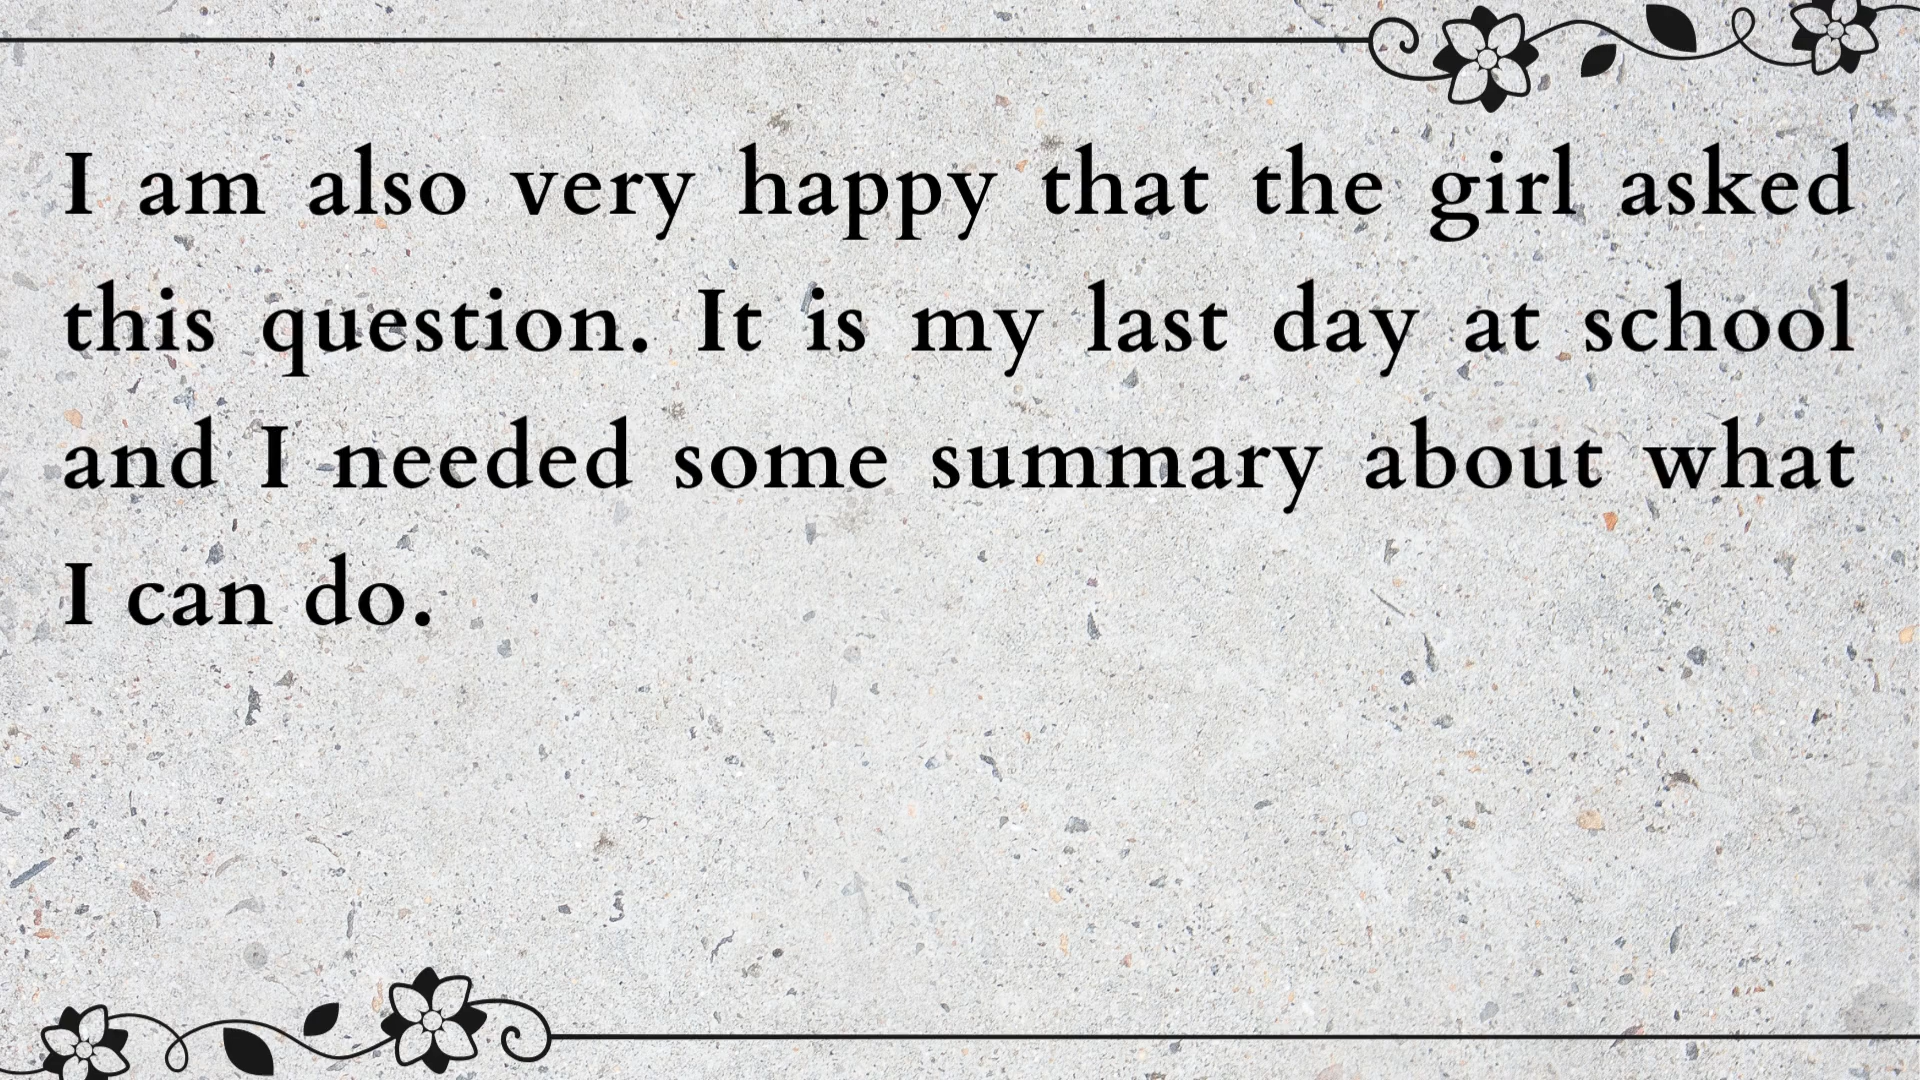 I am also very happy that the girl asked
this question. It is my last day at school
and I needed some summary about what
I can do.